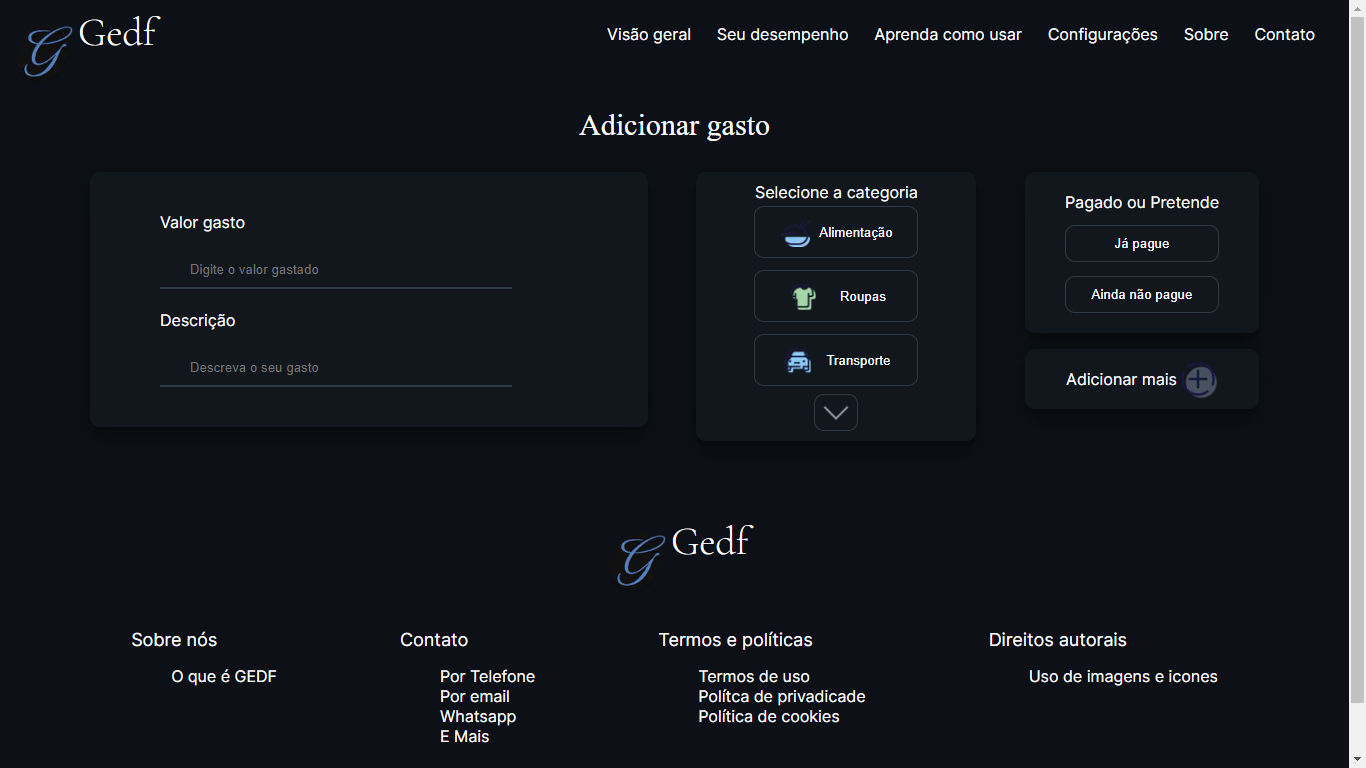 G Gedf
Visão geral Seu desempenho Aprenda como usar Configurações Sobre Contato
Adicionar gasto
Valor gasto
Digite o valor gastado
Descrição
Descreva o seu gasto
Selecione a categoria
Alimentação
Roupas
Transporte
Pagado ou Pretende
Já pague
Ainda não pague
Adicionar mais
G Gedf
Sobre nós
O que é GEDF
Contato
Por Telefone
Por email
Whatsapp
E Mais
Termos e políticas
Termos de uso
Polítca de privadicade
Política de cookies
Direitos autorais
Uso de imagens e icones